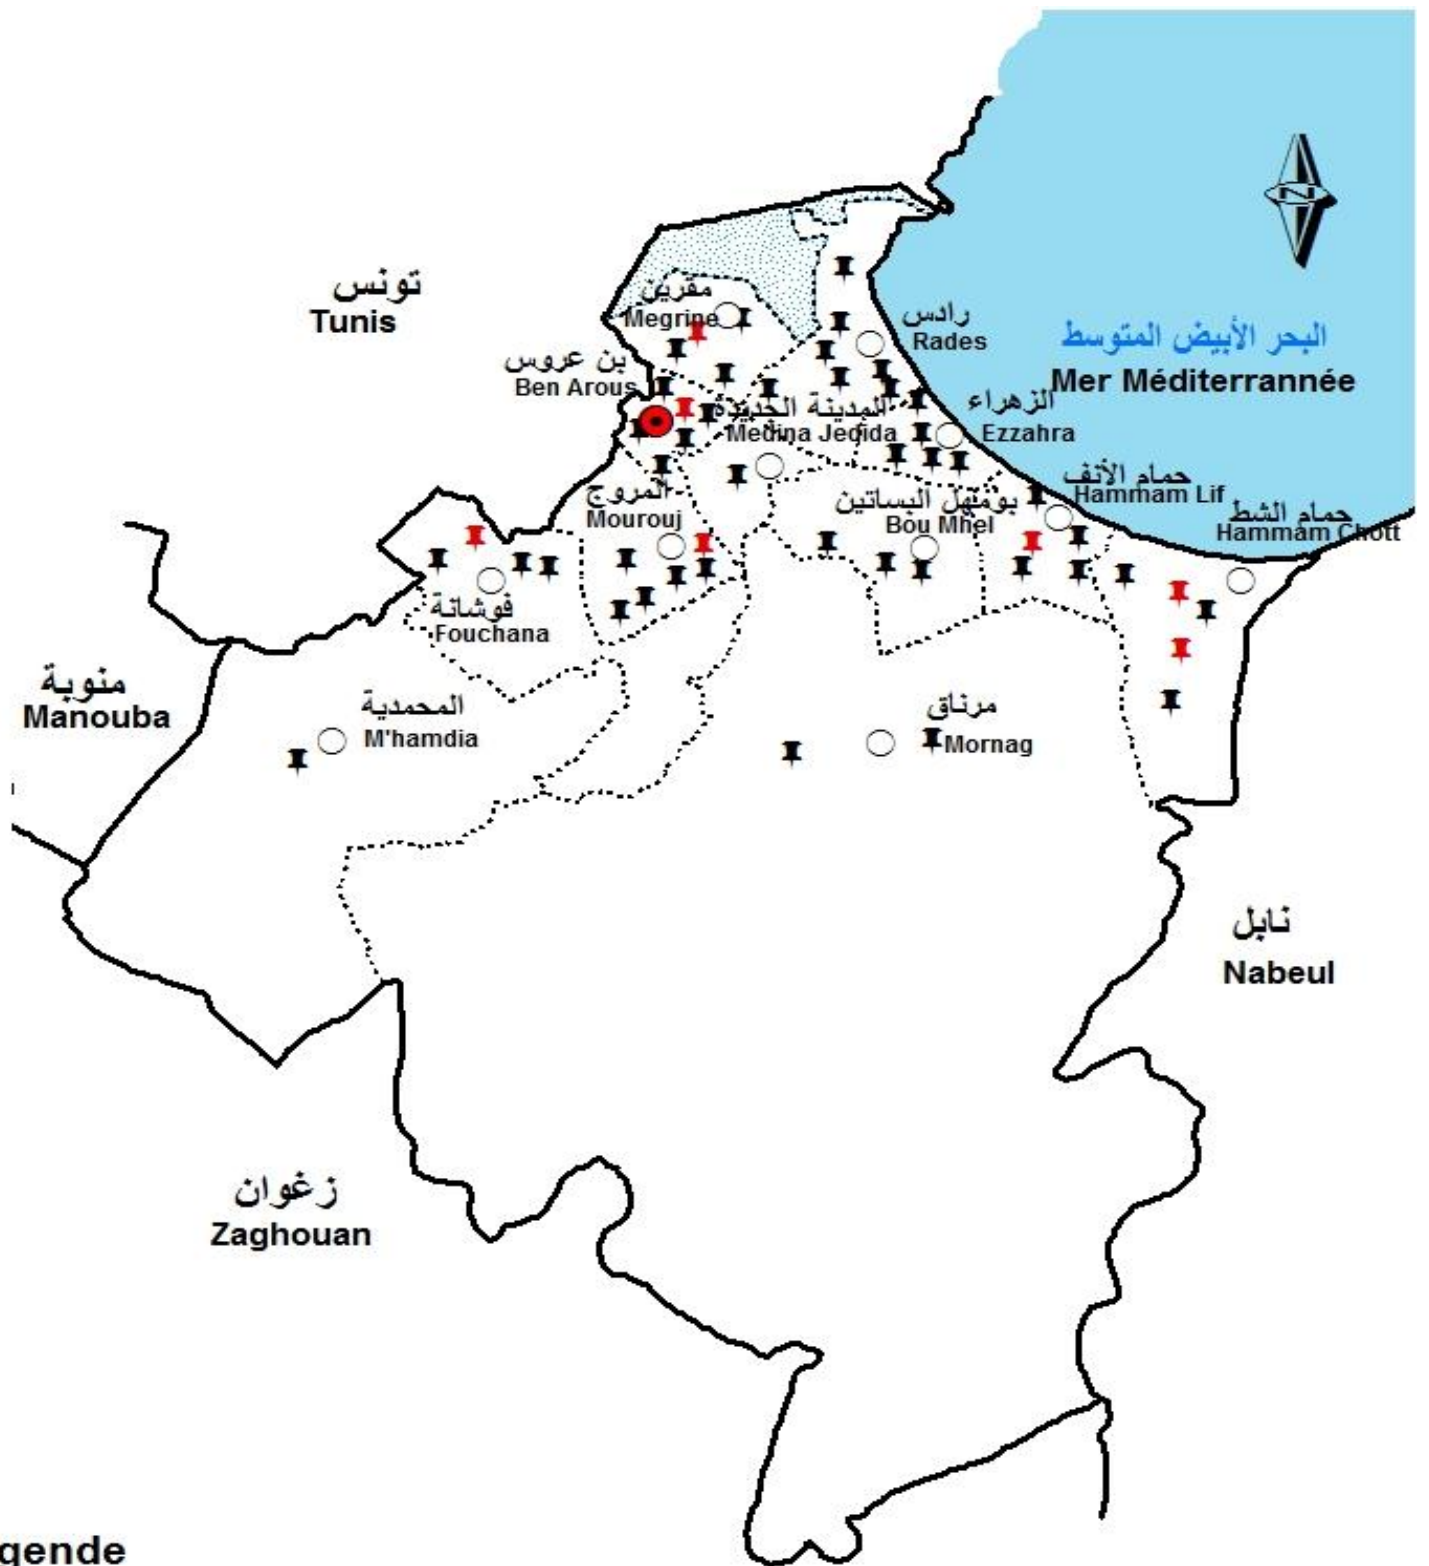 تونس
Tunis
مقرين
Megrine
N
رادس
Rades
البحر الأبيض المتوسط
Mer Méditerrannée
بن عروس
Ben Arous
المدينة الجديدة
Medina Jedida
الزهراء
Ezzahra
حمام الأنف
Hammam Lif
حمام الشط
Hammam Chott
المروج
Mourouj
بومهل البساتين
Bou Mhel
فوشانة
Fouchana
منوبة
Manouba
المحمدية
M'hamdia
مرناق
Mornag
نابل
Nabeul
زغوان
Zaghouan
gende